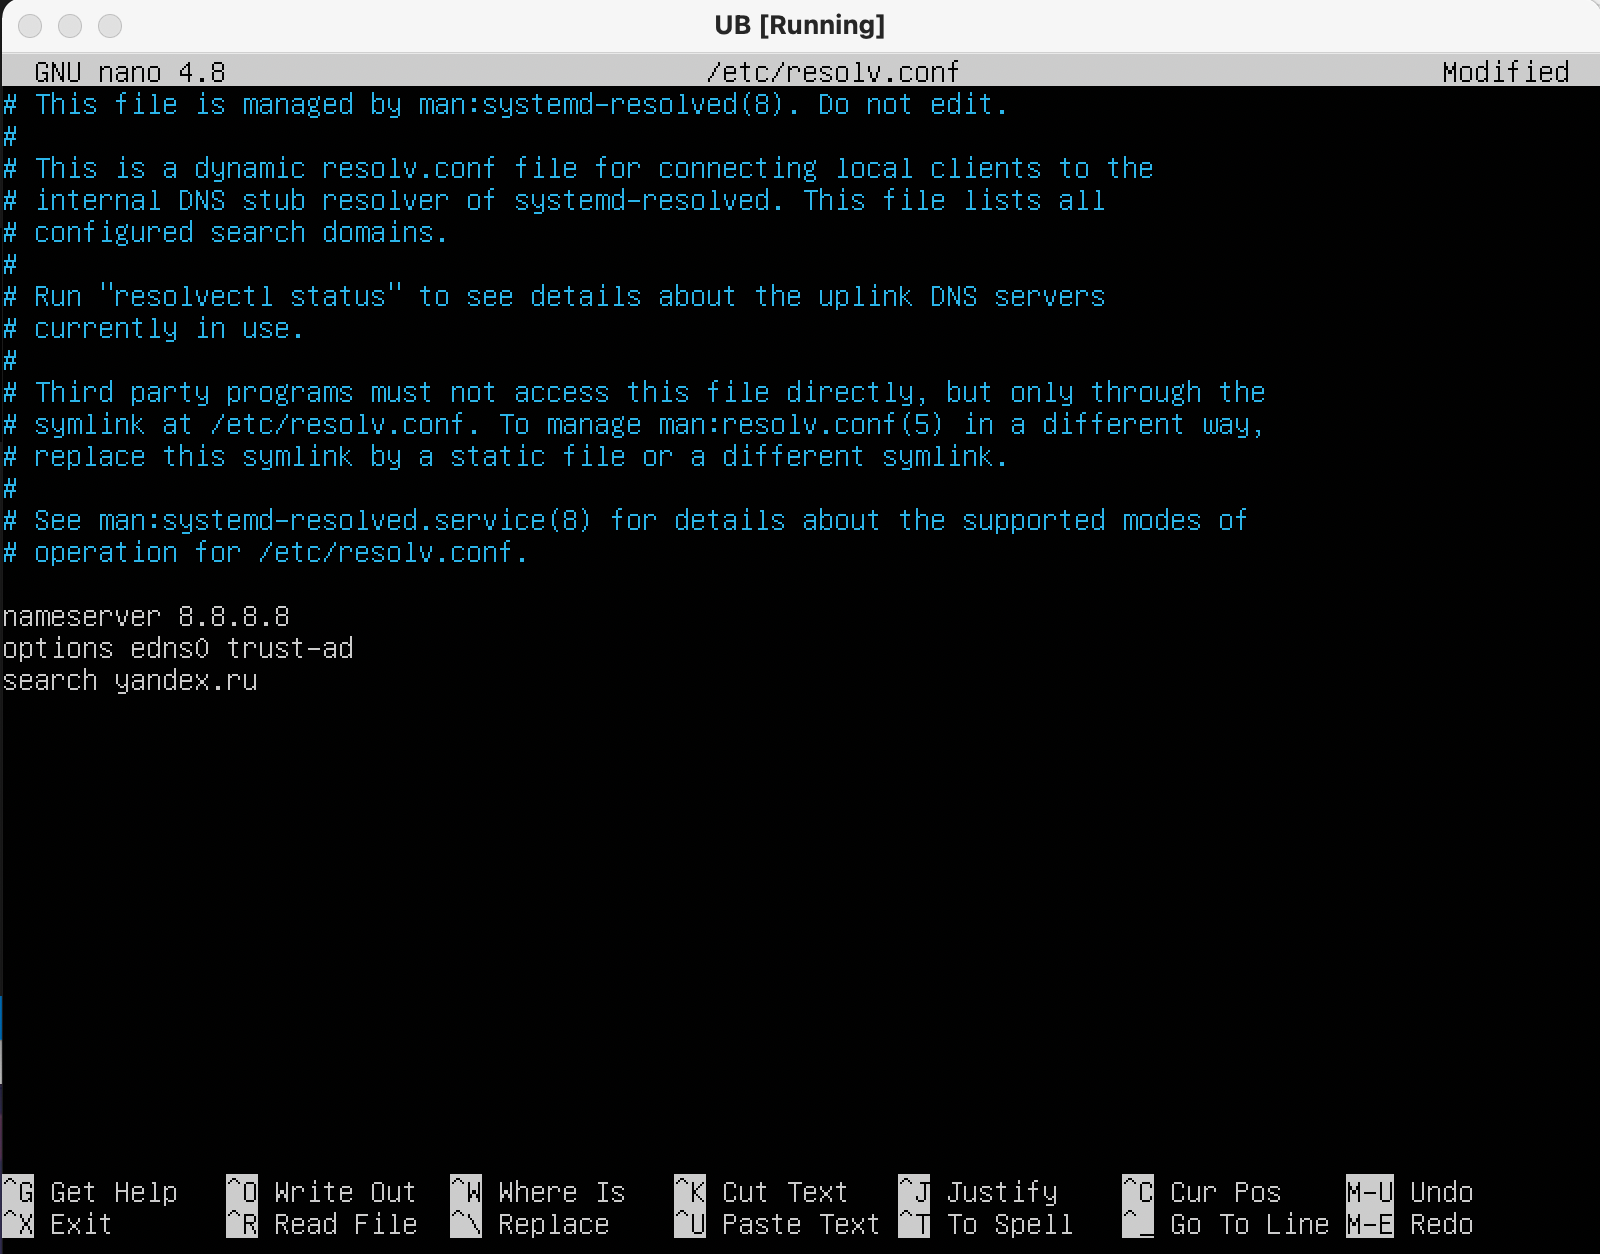 UB [Running]
GNU nano 4.8 /etc/resolv.conf Modified
# This file is managed by man:systemd-resolved(8). Do not edit.
#
# This is a dynamic resolv.conf file for connecting local clients to the
# internal DNS stub resolver of systemd-resolved. This file lists all
# configured search domains.
#
# Run "resolvectl status" to see details about the uplink DNS servers
# currently in use.
#
# Third party programs must not access this file directly, but only through the
# symlink at /etc/resolv.conf. To manage man:resolv.conf(5) in a different way,
# replace this symlink by a static file or a different symlink.
#
# See man:systemd-resolved.service(8) for details about the supported modes of
# operation for /etc/resolv.conf.
nameserver 8.8.8.8
options edns0 trust-ad
search yandex.ru
^G Get Help ^O Write Out ^W Where Is ^K Cut Text ^J Justify ^C Cur Pos M-U Undo
^X Exit ^R Read File ^\ Replace ^U Paste Text ^T To Spell ^_ Go To Line M-E Redo